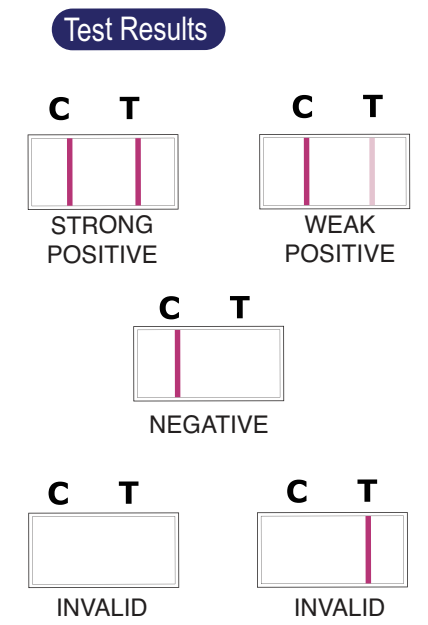 Test Results
C T
C T
STRONG
POSITIVE
WEAK
POSITIVE
C T
NEGATIVE
C T
C T
INVALID
INVALID